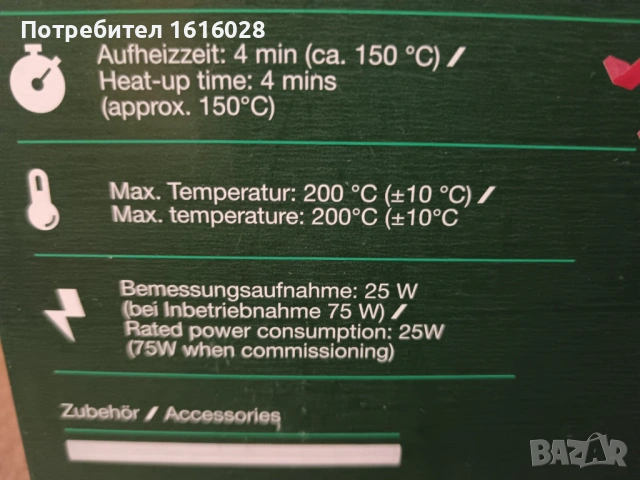 Потребител 1616028
Aufheizzeit: 4 min (ca. 150 °C) /
Heat-up time: 4 mins
(approx. 150°C)
Max. Temperatur: 200 °C (±10 °C) /
Max. temperature: 200°C (±10°C
Bemessungsaufnahme: 25 W
(bei Inbetriebnahme 75 W) /
Rated power consumption: 25W
(75W when commissioning)
Zubehör / Accessories
BAZAR